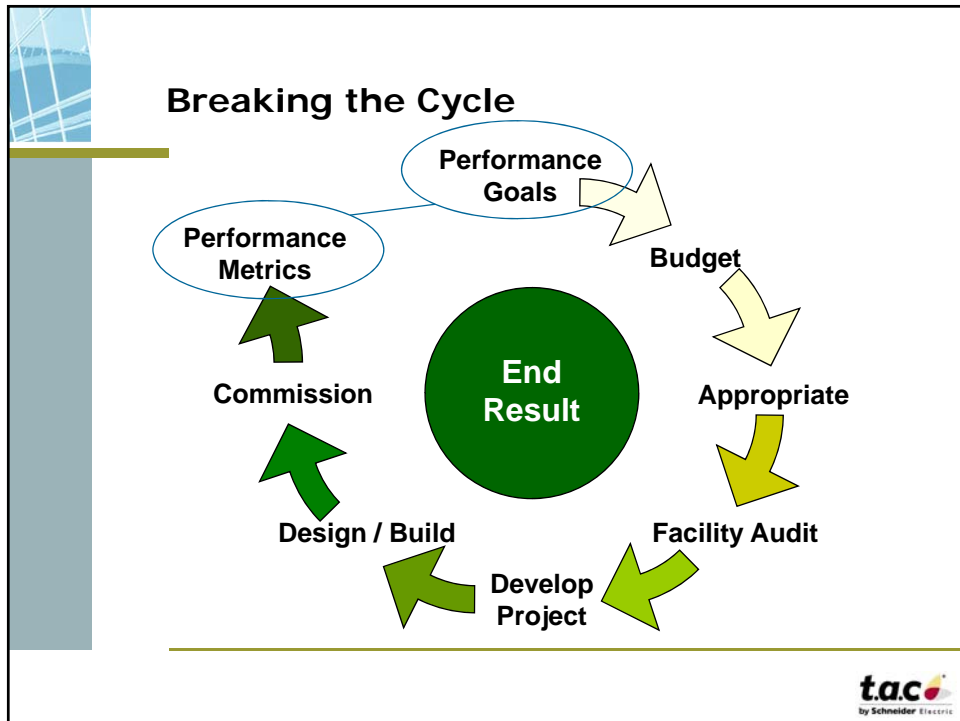 Breaking the Cycle
Performance
Goals
Performance
Metrics
Budget
End
Result
Commission
Appropriate
Design / Build
Facility Audit
Develop
Project
t.a.c
by Schneider Electric